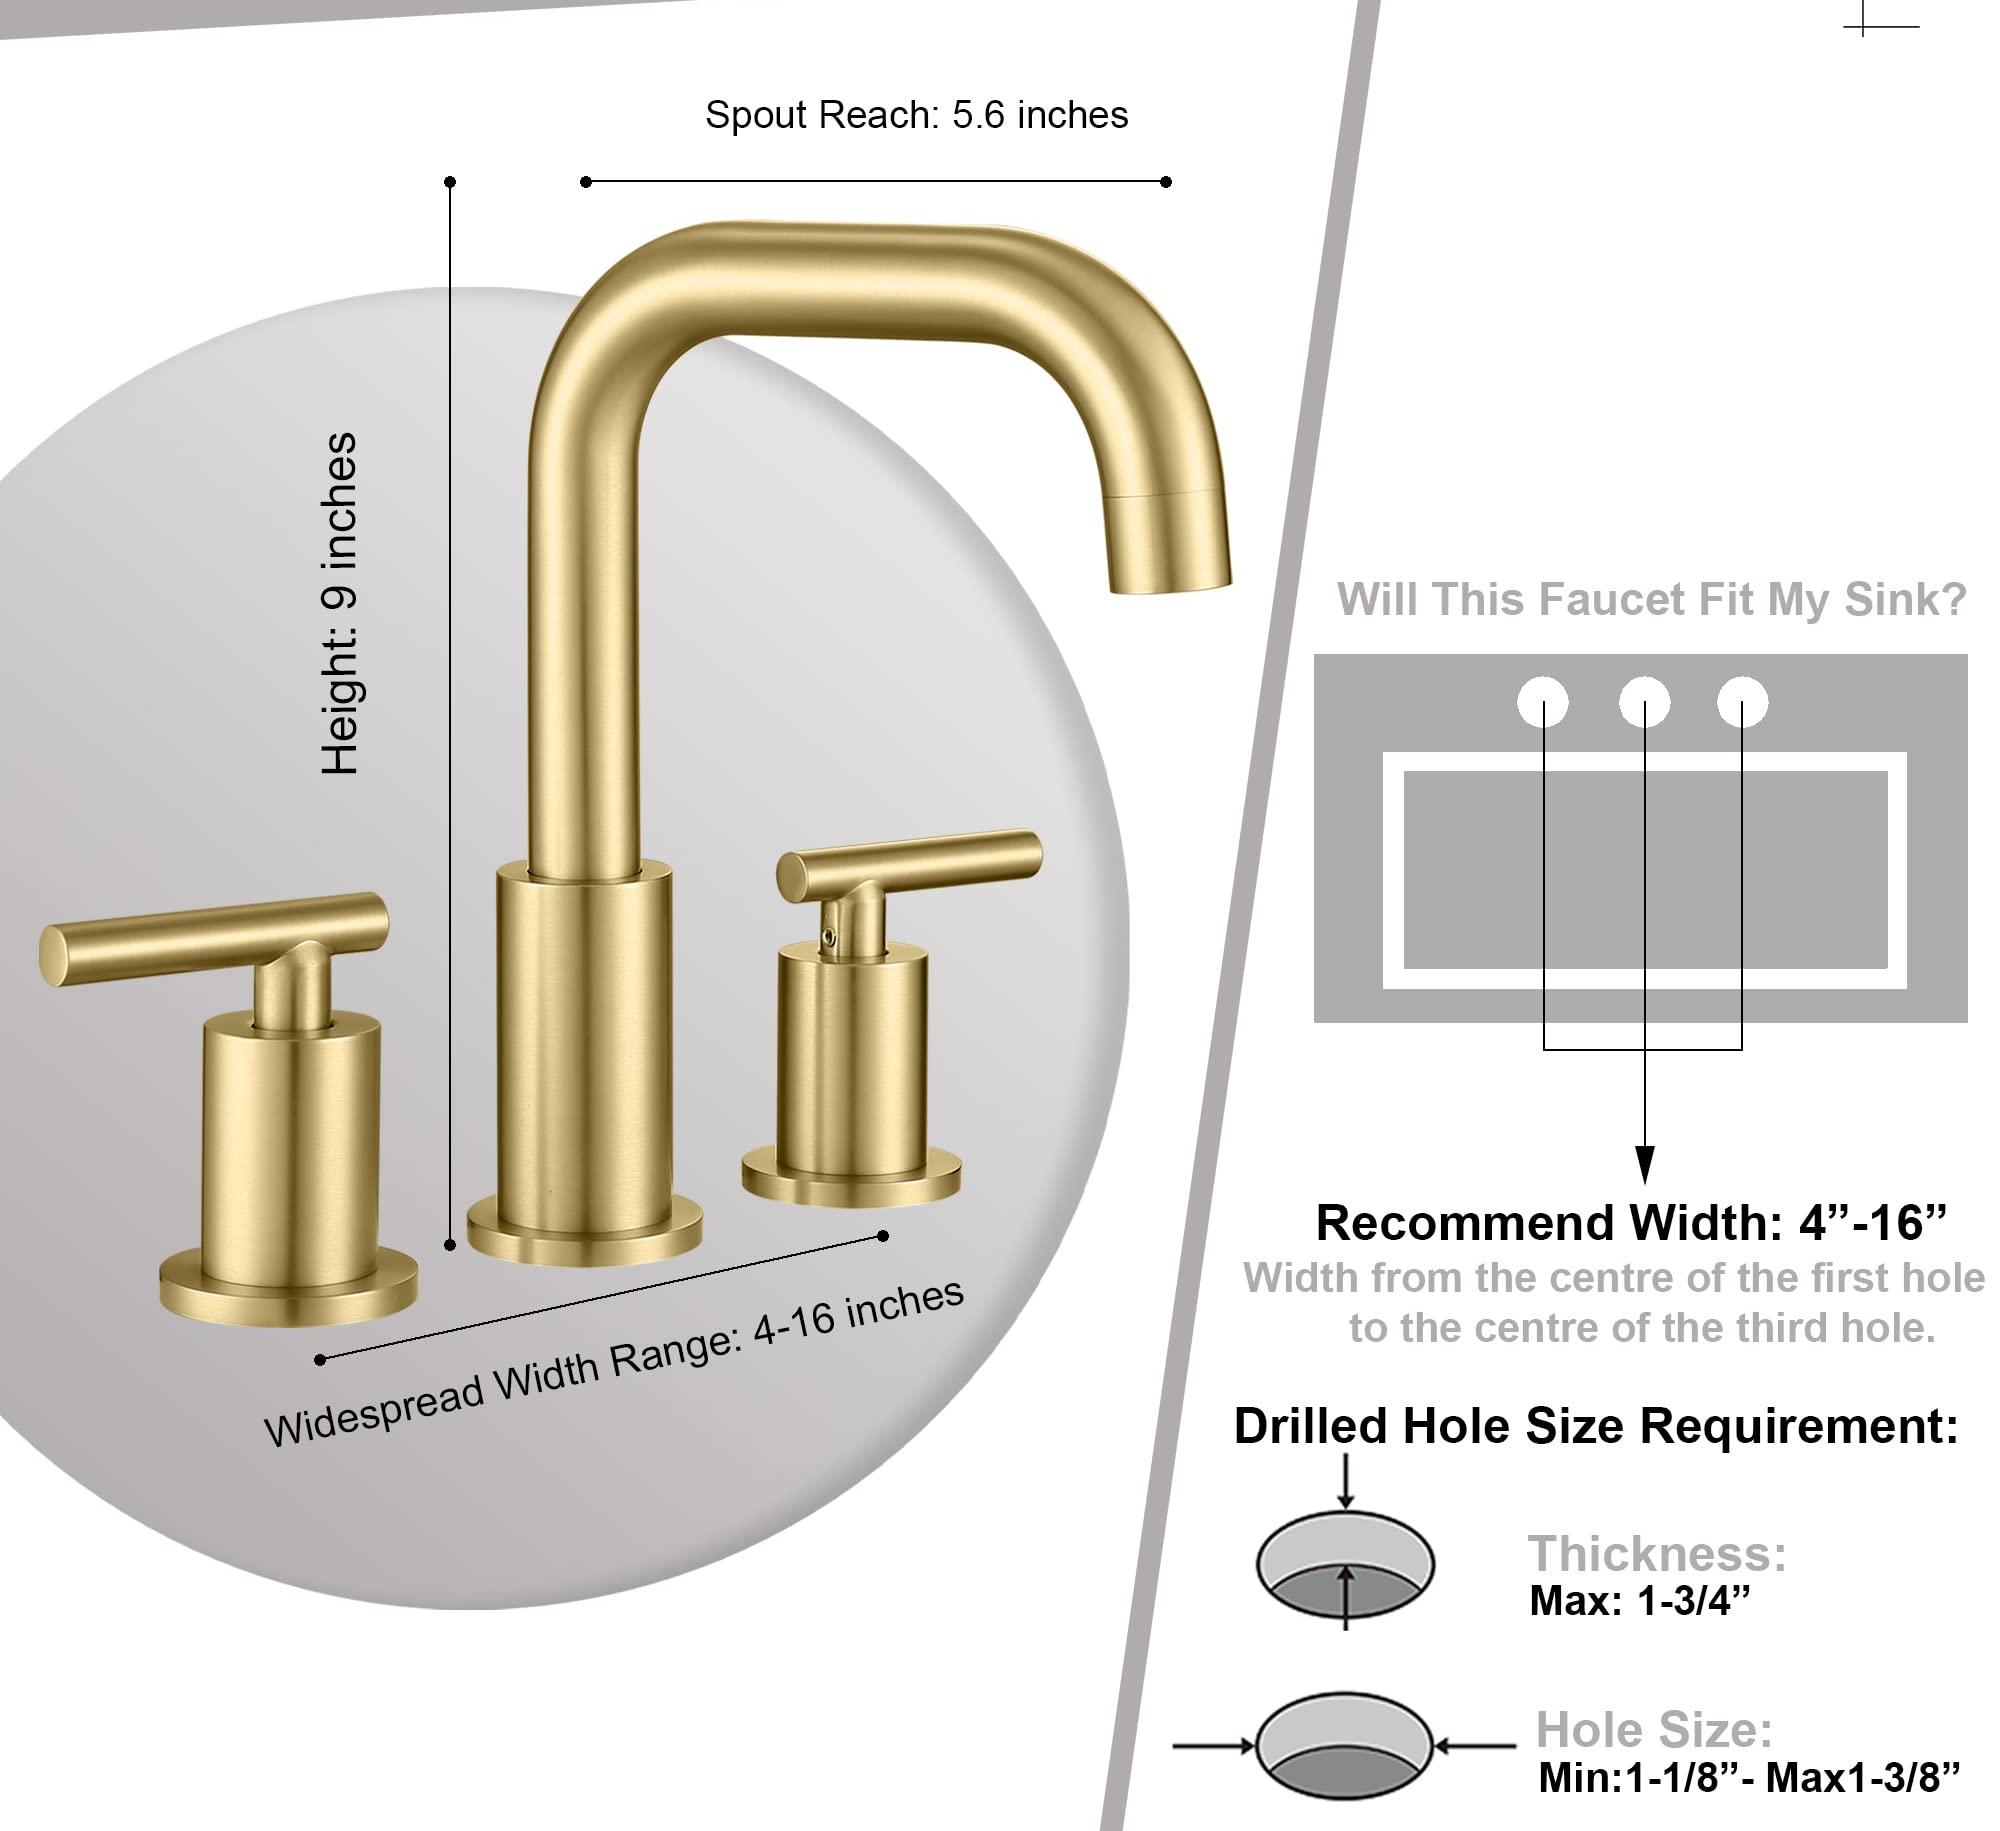 Spout Reach: 5.6 inches
Height: 9 inches
Widespread Width Range: 4-16 inches
Will This Faucet Fit My Sink?
Recommend Width: 4”-16”
Width from the centre of the first hole
to the centre of the third hole.
Drilled Hole Size Requirement:
Thickness:
Max: 1-3/4”
Hole Size:
Min:1-1/8”- Max1-3/8”